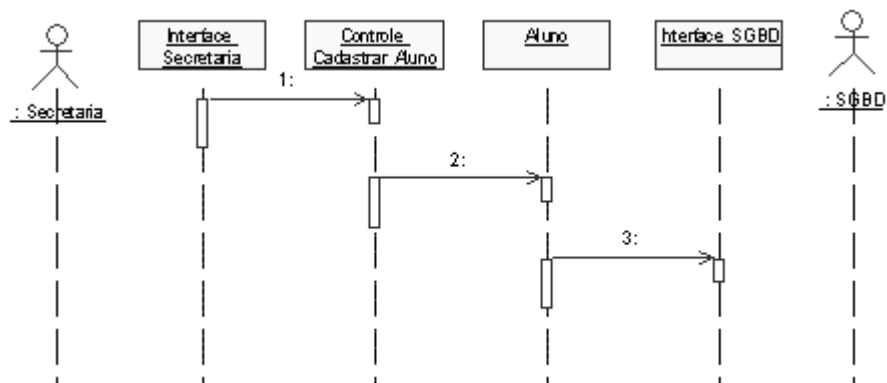 Interface
Secretaria
Controle
Cadastrar Aluno
Aluno
Interface SGBD
: Secretaria
: SGBD
1:
2:
3: